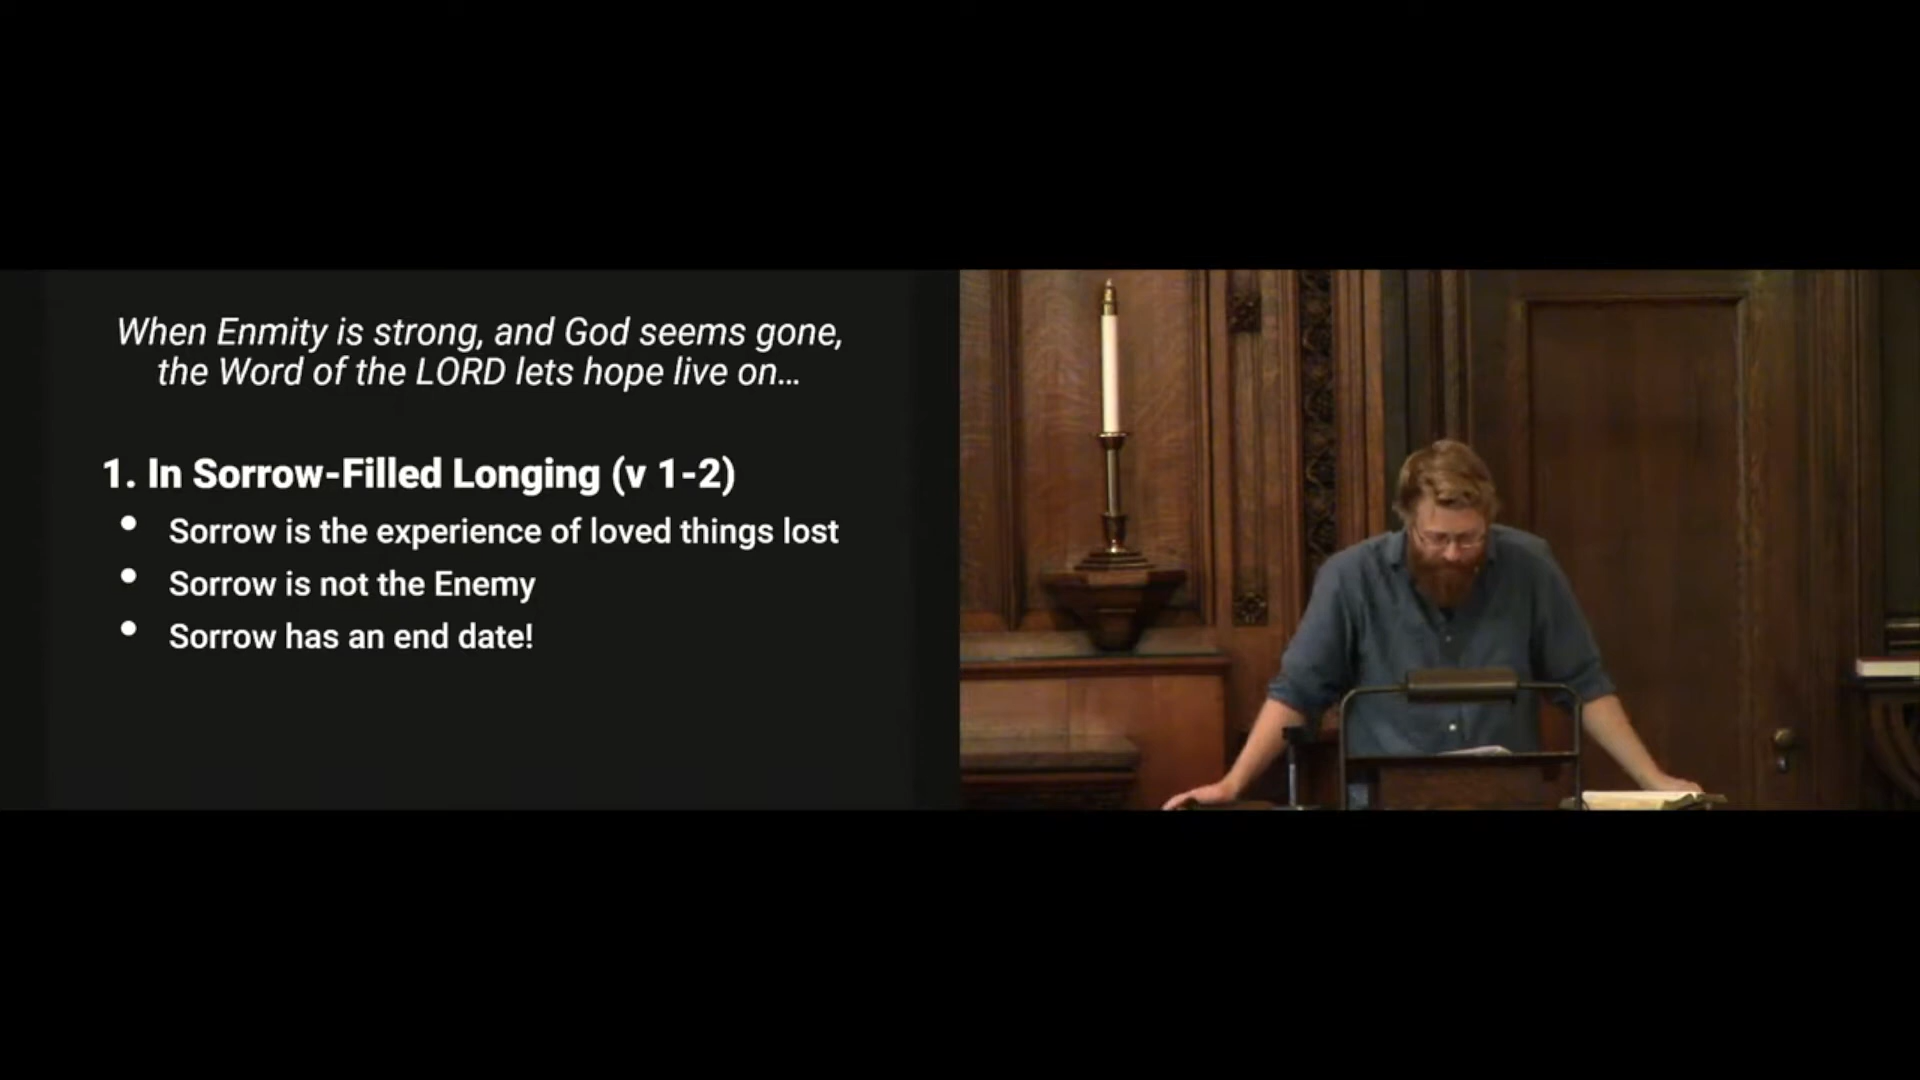 When Enmity is strong, and God seems gone,
the Word of the LORD lets hope live on...
1. In Sorrow-Filled Longing (v 1-2)
• Sorrow is the experience of loved things lost
• Sorrow is not the Enemy
• Sorrow has an end date!